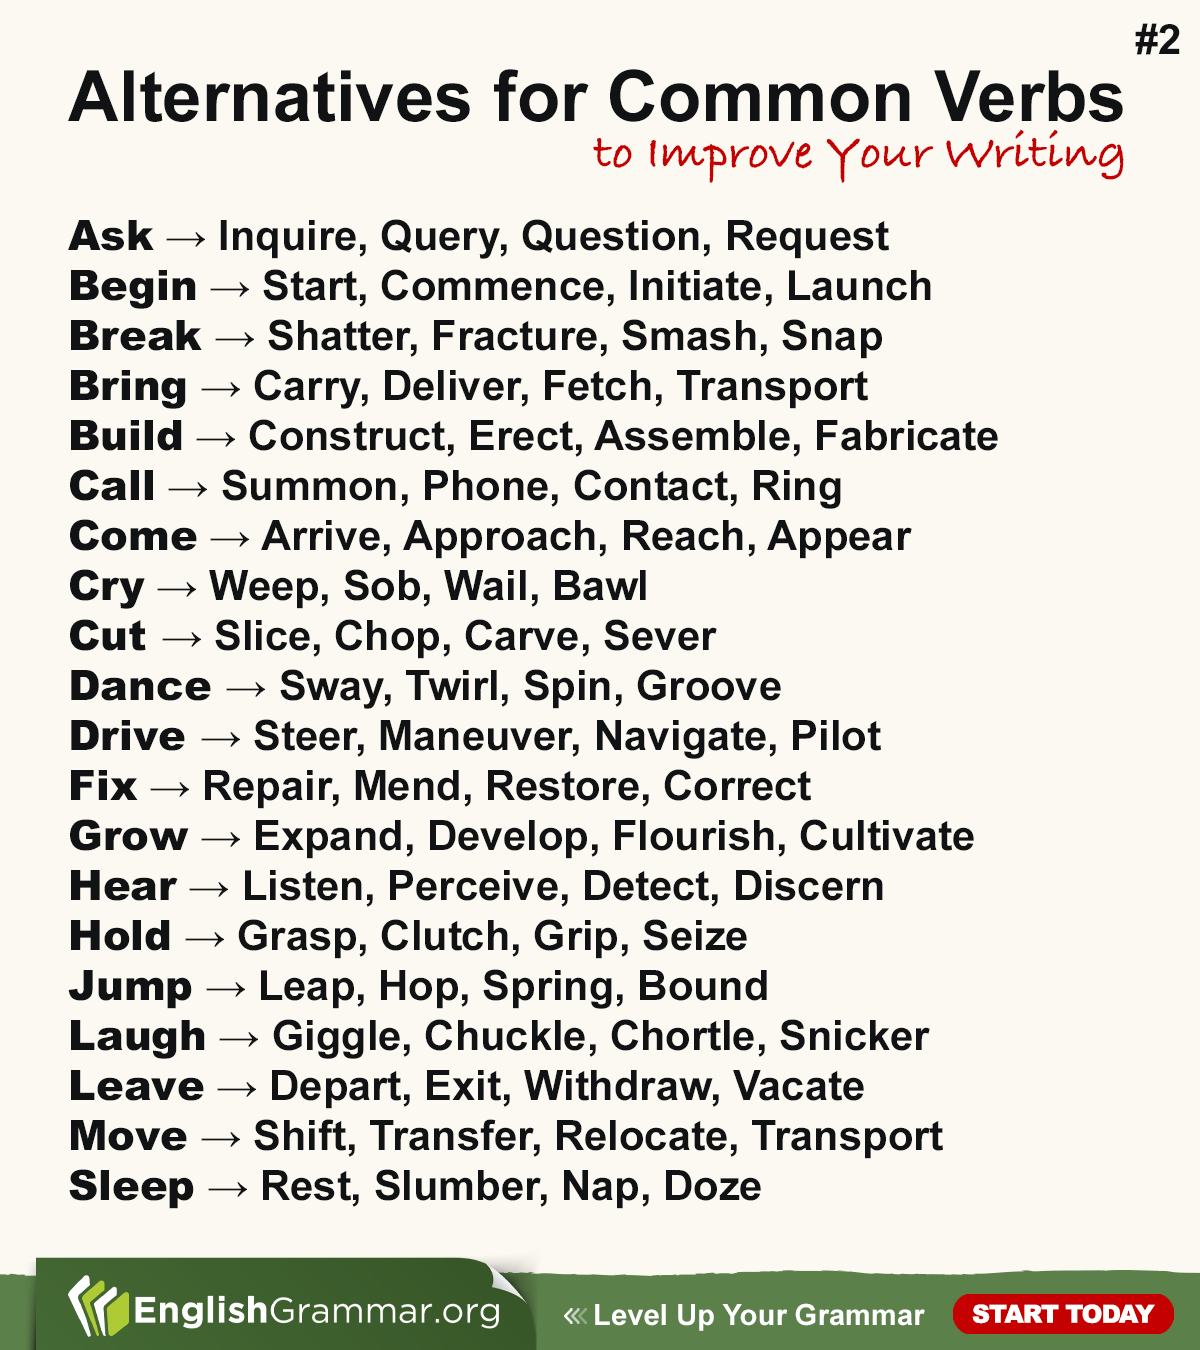 #2
Alternatives for Common Verbs
to Improve Your Writing
Ask → Inquire, Query, Question, Request
Begin → Start, Commence, Initiate, Launch
Break → Shatter, Fracture, Smash, Snap
Bring → Carry, Deliver, Fetch, Transport
Build → Construct, Erect, Assemble, Fabricate
Call → Summon, Phone, Contact, Ring
Come → Arrive, Approach, Reach, Appear
Cry → Weep, Sob, Wail, Bawl
Cut → Slice, Chop, Carve, Sever
Dance → Sway, Twirl, Spin, Groove
Drive → Steer, Maneuver, Navigate, Pilot
Fix → Repair, Mend, Restore, Correct
Grow → Expand, Develop, Flourish, Cultivate
Hear → Listen, Perceive, Detect, Discern
Hold → Grasp, Clutch, Grip, Seize
Jump → Leap, Hop, Spring, Bound
Laugh → Giggle, Chuckle, Chortle, Snicker
Leave → Depart, Exit, Withdraw, Vacate
Move → Shift, Transfer, Relocate, Transport
Sleep → Rest, Slumber, Nap, Doze
EnglishGrammar.org
Level Up Your Grammar
START TODAY